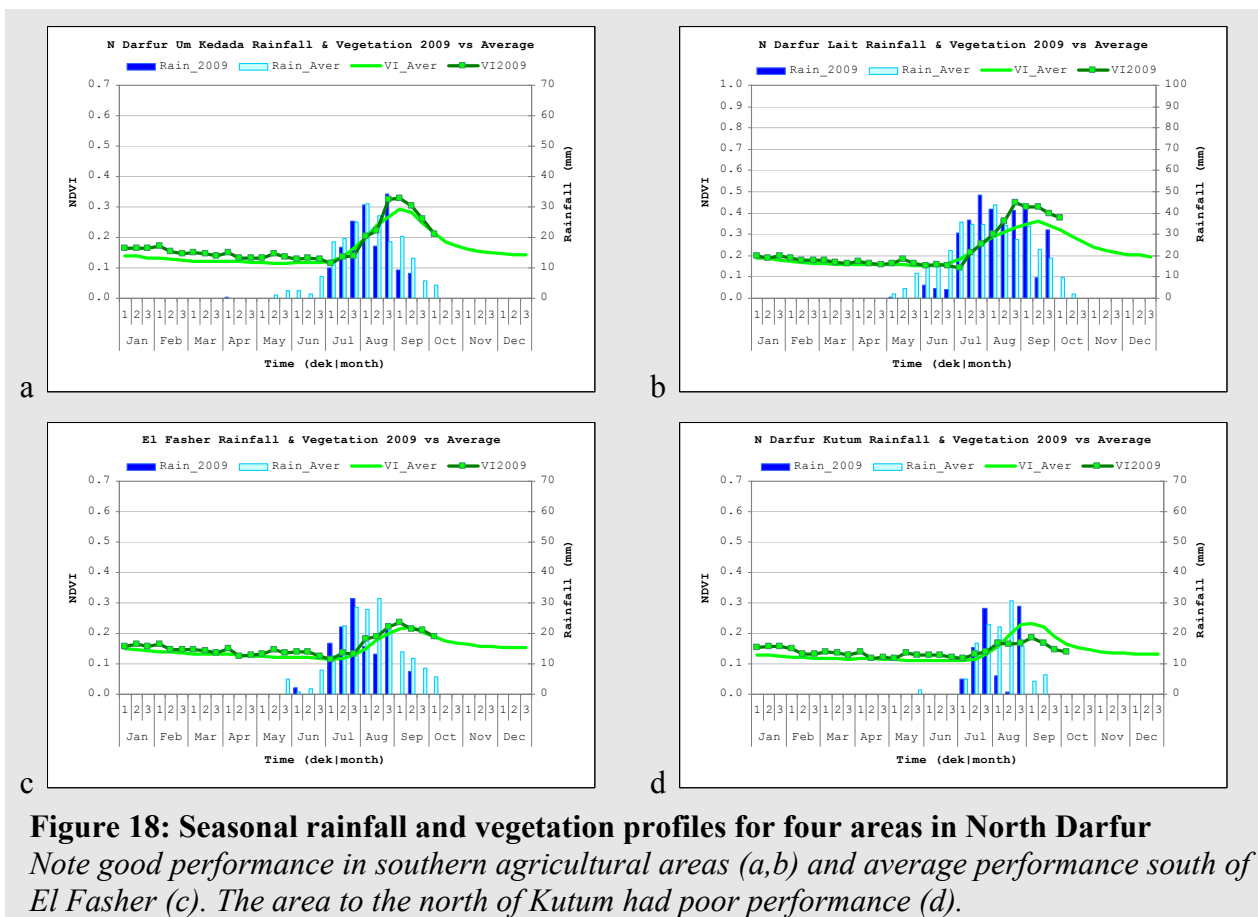 N Darfur Um Kedada Rainfall & Vegetation 2009 vs Average
Rain_2009 Rain_Aver VI_Aver VI2009
0.7 0.6 0.5 0.4 0.3 0.2 0.1 0.0
NDVI
70 60 50 40 30 20 10 0
Rainfall (mm)
1 2 3 1 2 3 1 2 3 1 2 3 1 2 3 1 2 3 1 2 3 1 2 3 1 2 3 1 2 3 1 2 3 1 2 3
Jan Feb Mar Apr May Jun Jul Aug Sep Oct Nov Dec
Time (dek|month)
a
N Darfur Lait Rainfall & Vegetation 2009 vs Average
Rain_2009 Rain_Aver VI_Aver VI2009
1.0 0.9 0.8 0.7 0.6 0.5 0.4 0.3 0.2 0.1 0.0
NDVI
100 90 80 70 60 50 40 30 20 10 0
Rainfall (mm)
1 2 3 1 2 3 1 2 3 1 2 3 1 2 3 1 2 3 1 2 3 1 2 3 1 2 3 1 2 3 1 2 3 1 2 3
Jan Feb Mar Apr May Jun Jul Aug Sep Oct Nov Dec
Time (dek|month)
b
El Fasher Rainfall & Vegetation 2009 vs Average
Rain_2009 Rain_Aver VI_Aver VI2009
0.7 0.6 0.5 0.4 0.3 0.2 0.1 0.0
NDVI
70 60 50 40 30 20 10 0
Rainfall (mm)
1 2 3 1 2 3 1 2 3 1 2 3 1 2 3 1 2 3 1 2 3 1 2 3 1 2 3 1 2 3 1 2 3 1 2 3
Jan Feb Mar Apr May Jun Jul Aug Sep Oct Nov Dec
Time (dek|month)
c
N Darfur Kutum Rainfall & Vegetation 2009 vs Average
Rain_2009 Rain_Aver VI_Aver VI2009
0.7 0.6 0.5 0.4 0.3 0.2 0.1 0.0
NDVI
70 60 50 40 30 20 10 0
Rainfall (mm)
1 2 3 1 2 3 1 2 3 1 2 3 1 2 3 1 2 3 1 2 3 1 2 3 1 2 3 1 2 3 1 2 3 1 2 3
Jan Feb Mar Apr May Jun Jul Aug Sep Oct Nov Dec
Time (dek|month)
d
Figure 18: Seasonal rainfall and vegetation profiles for four areas in North Darfur
Note good performance in southern agricultural areas (a,b) and average performance south of
El Fasher (c). The area to the north of Kutum had poor performance (d).